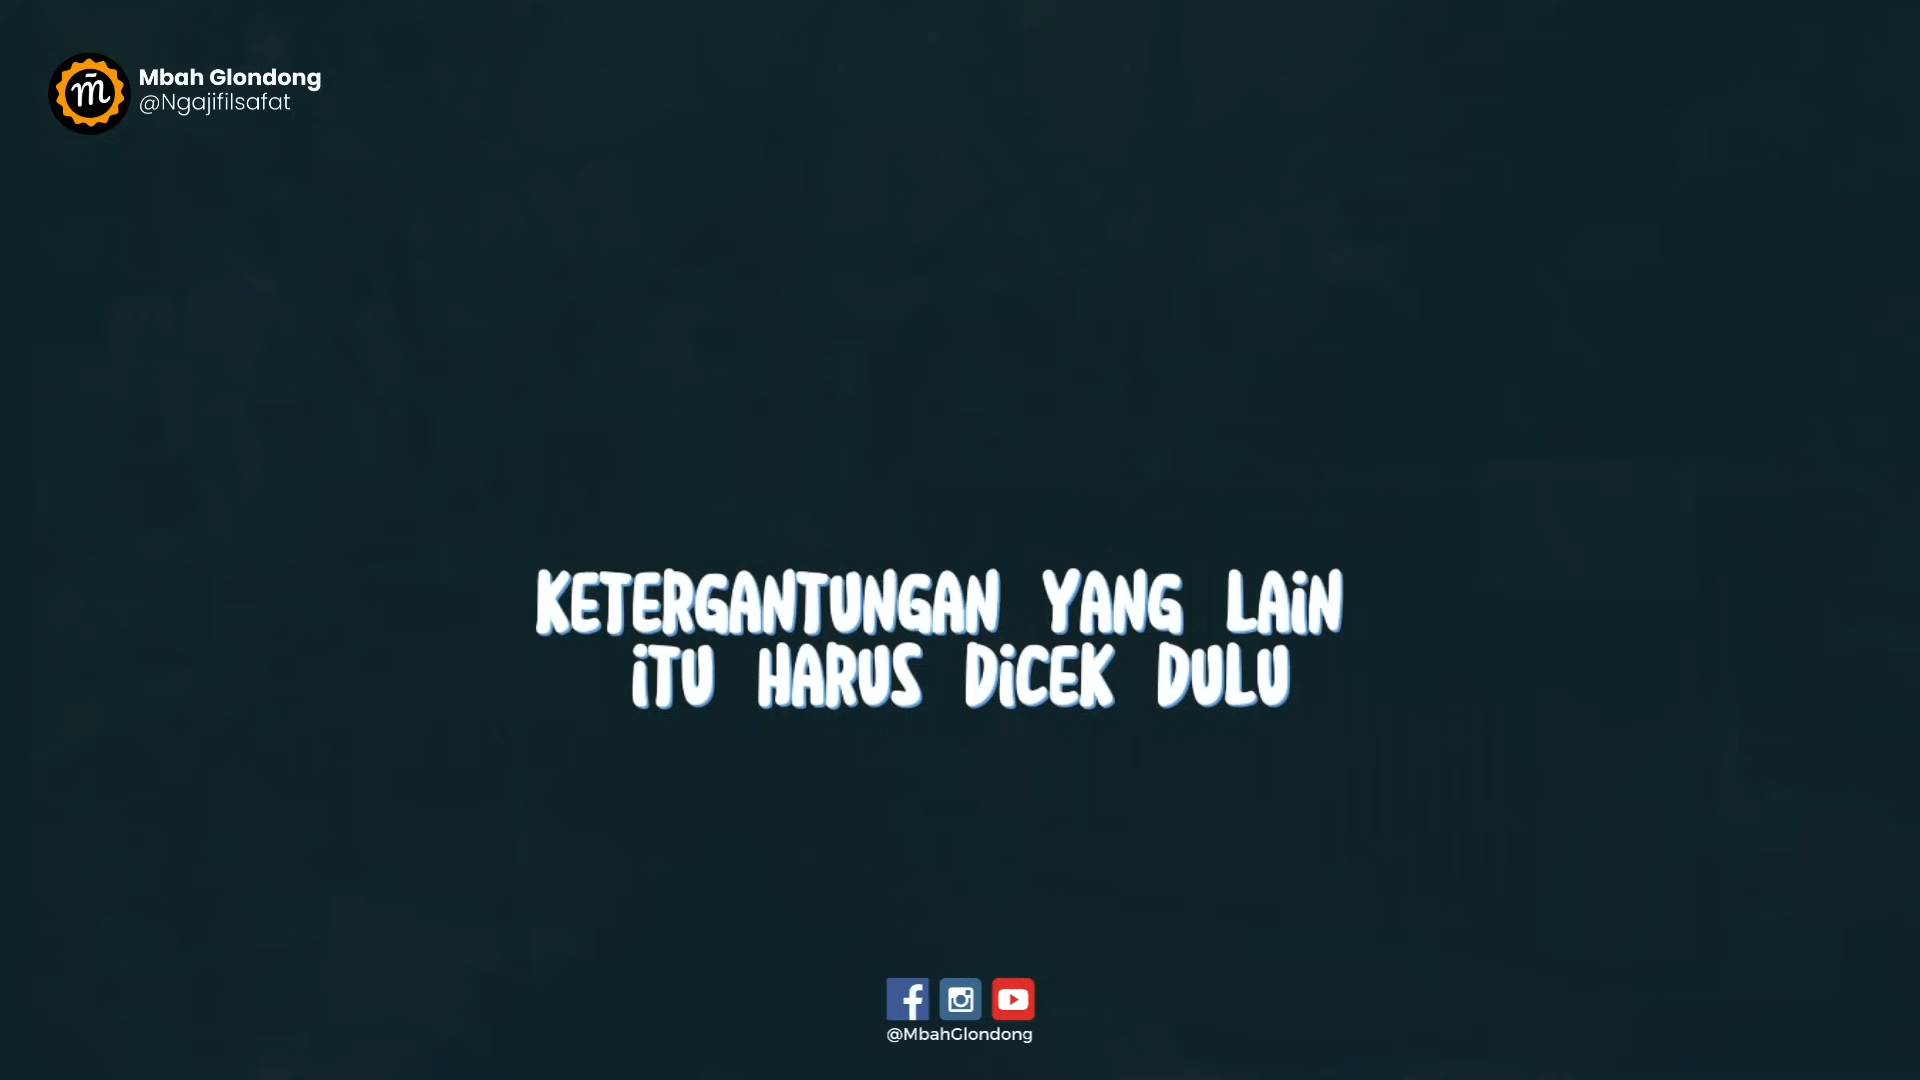 Mbah Glondong
@Ngajifilsafat
KETERGANTUNGAN YANG LAiN
iTU HARUS DiCEK DULU
@MbahGlondong